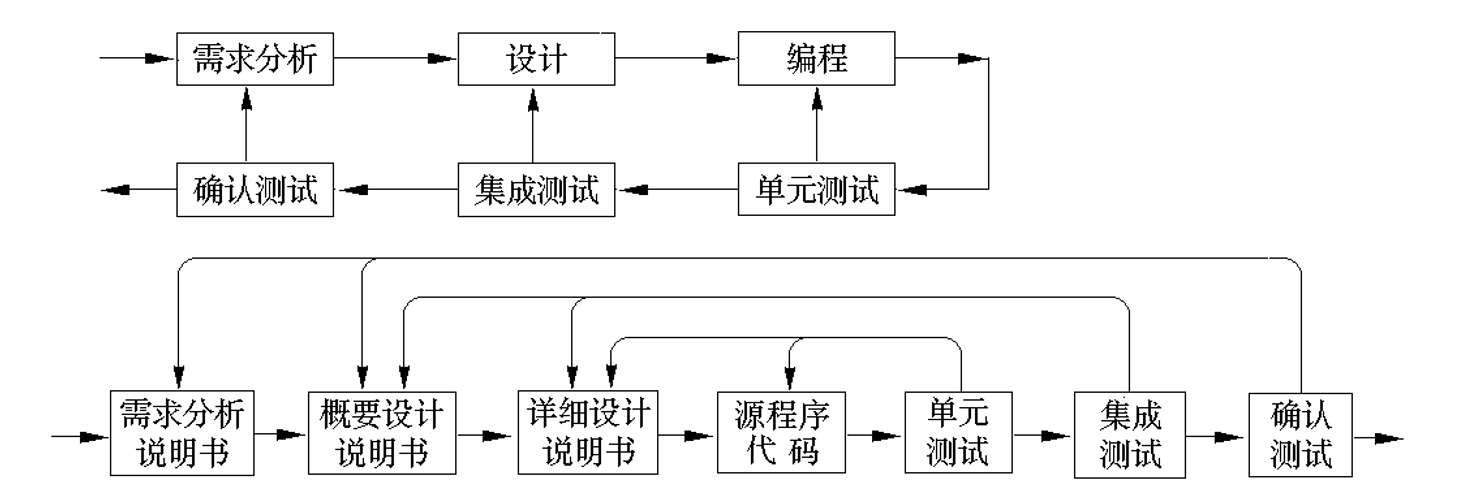 需求分析
设计
编程
确认测试
集成测试
单元测试
需求分析
说明书
概要设计
说明书
详细设计
说明书
源程序
代 码
单元
测试
集成
测试
确认
测试